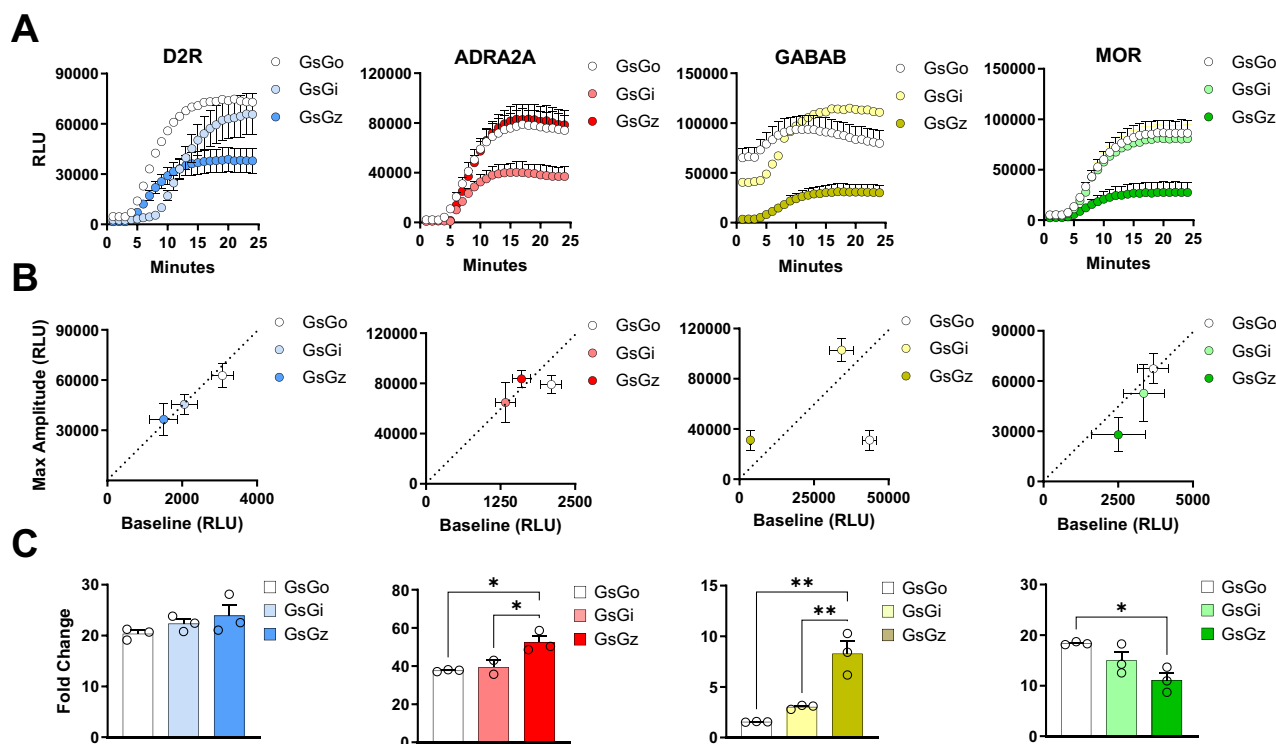 A
D2R
GsGo
GsGi
GsGz
90000
60000
30000
0
RLU
0 5 10 15 20 25
Minutes
ADRA2A
GsGo
GsGi
GsGz
120000
80000
40000
0
0 5 10 15 20 25
Minutes
GABAB
GsGo
GsGi
GsGz
150000
100000
50000
0
0 5 10 15 20 25
Minutes
MOR
GsGo
GsGi
GsGz
150000
100000
50000
0
0 5 10 15 20 25
Minutes
B
GsGo
GsGi
GsGz
90000
60000
30000
Max Amplitude (RLU)
0 2000 4000
Baseline (RLU)
GsGo
GsGi
GsGz
120000
80000
40000
0
0 1250 2500
Baseline (RLU)
GsGo
GsGi
GsGz
120000
80000
40000
0
0 25000 50000
Baseline (RLU)
GsGo
GsGi
GsGz
90000
60000
30000
0
0 2500 5000
Baseline (RLU)
C
GsGo
GsGi
GsGz
30
20
10
0
Fold Change
GsGo
GsGi
GsGz
80
60
40
20
0
*
*
GsGo
GsGi
GsGz
15
10
5
0
**
**
GsGo
GsGi
GsGz
30
20
10
0
*